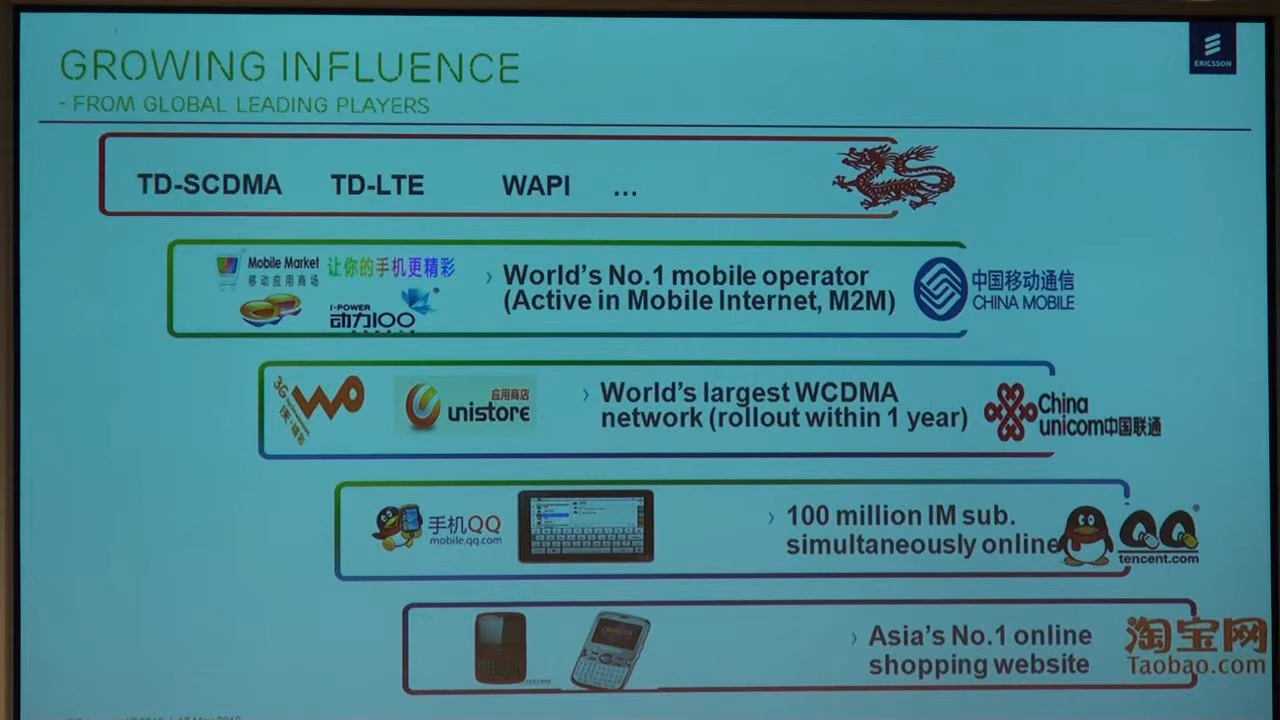 GROWING INFLUENCE
- FROM GLOBAL LEADING PLAYERS
ERICSSON
TD-SCDMA TD-LTE WAPI ...
Mobile Market
移动应用商场
让你的手机更精彩
I-POWER
动力100
› World's No.1 mobile operator
(Active in Mobile Internet, M2M)
中国移动通信
CHINA MOBILE
3G
wo
沃·精彩
应用商店
unistore
› World's largest WCDMA
network (rollout within 1 year)
China
unicom中国联通
手机QQ
mobile.qq.com
› 100 million IM sub.
simultaneously online
QQ
tencent.com
› Asia's No.1 online
shopping website
淘宝网
Taobao.com